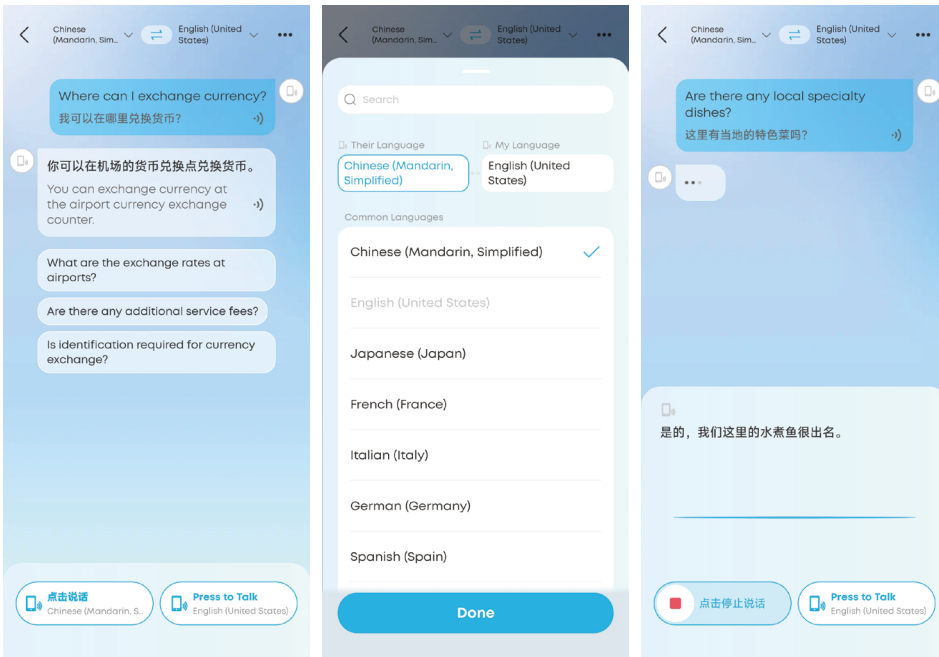 Chinese
(Mandarin, Sim...
English (United
States)
Where can I exchange currency?
我可以在哪里兑换货币?
你可以在机场的货币兑换点兑换货币。
You can exchange currency at
the airport currency exchange
counter.
What are the exchange rates at
airports?
Are there any additional service fees?
Is identification required for currency
exchange?
点击说话
Chinese (Mandarin, S...
Press to Talk
English (United States)
Chinese
(Mandarin, Sim...
English (United
States)
Search
Their Language
My Language
Chinese (Mandarin,
Simplified)
English (United
States)
Common Languages
Chinese (Mandarin, Simplified)
English (United States)
Japanese (Japan)
French (France)
Italian (Italy)
German (Germany)
Spanish (Spain)
Done
Chinese
(Mandarin, Sim...
English (United
States)
Are there any local specialty
dishes?
这里有当地的特色菜吗?
是的，我们这里的水煮鱼很出名。
点击停止说话
Press to Talk
English (United States)